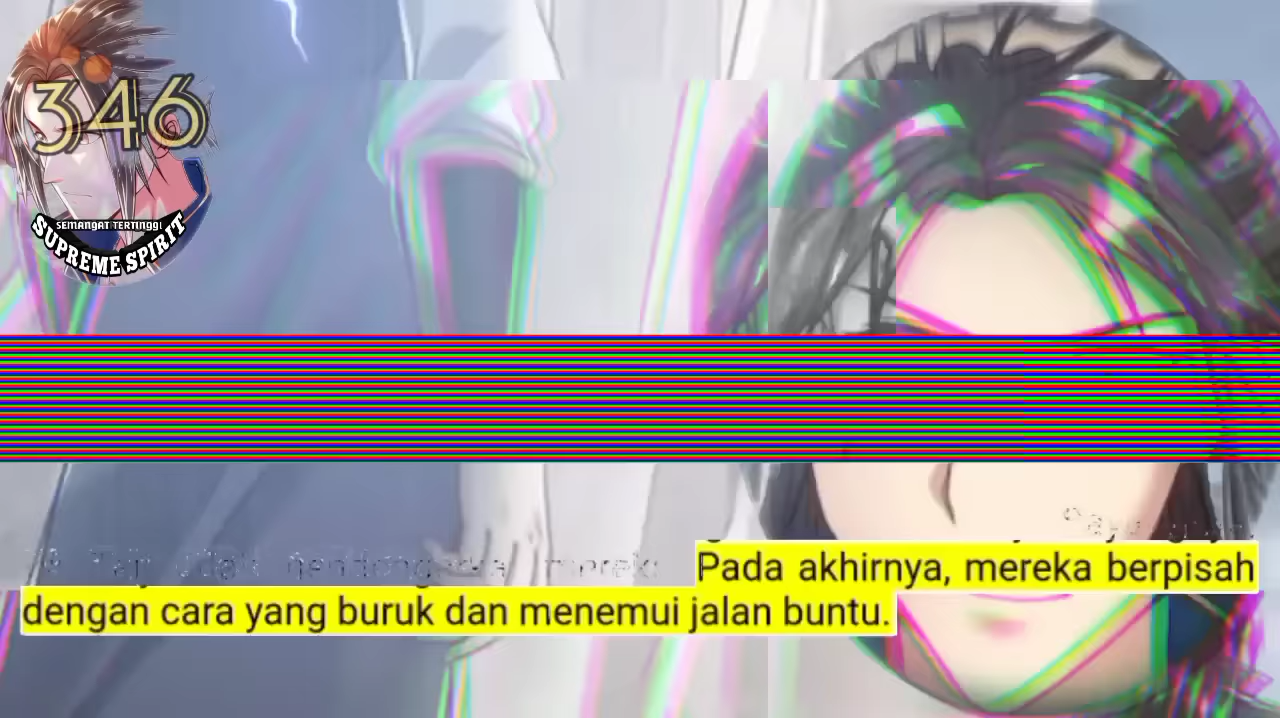 346
SEMANGAT TERTINGGI
SUPREME SPIRIT
Pada akhirnya, mereka berpisah
dengan cara yang buruk dan menemui jalan buntu.